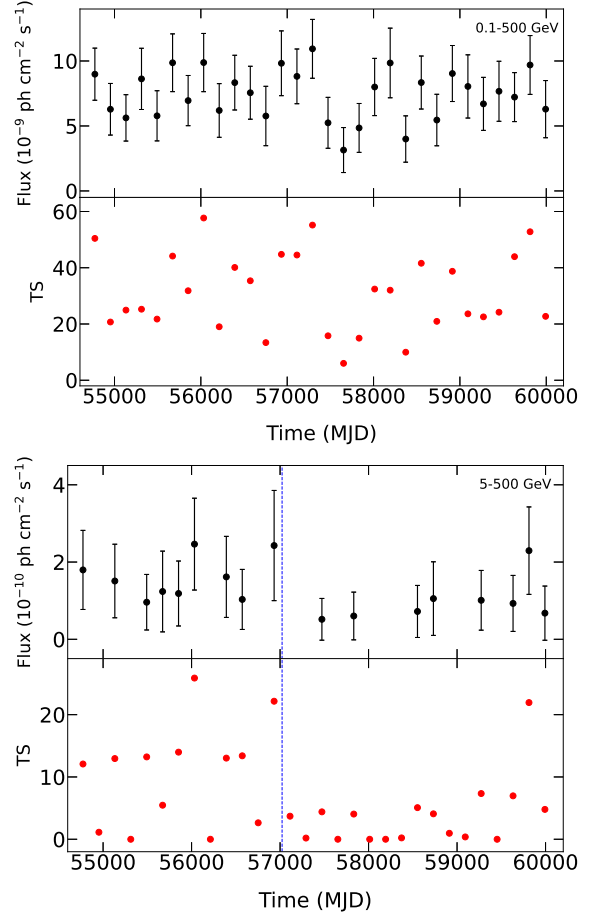 0.1-500 GeV
Flux (10⁻⁹ ph cm⁻² s⁻¹)
10
5
0
TS
60
40
20
0
55000 56000 57000 58000 59000 60000
Time (MJD)
5-500 GeV
Flux (10⁻¹⁰ ph cm⁻² s⁻¹)
4
2
0
TS
20
10
0
55000 56000 57000 58000 59000 60000
Time (MJD)